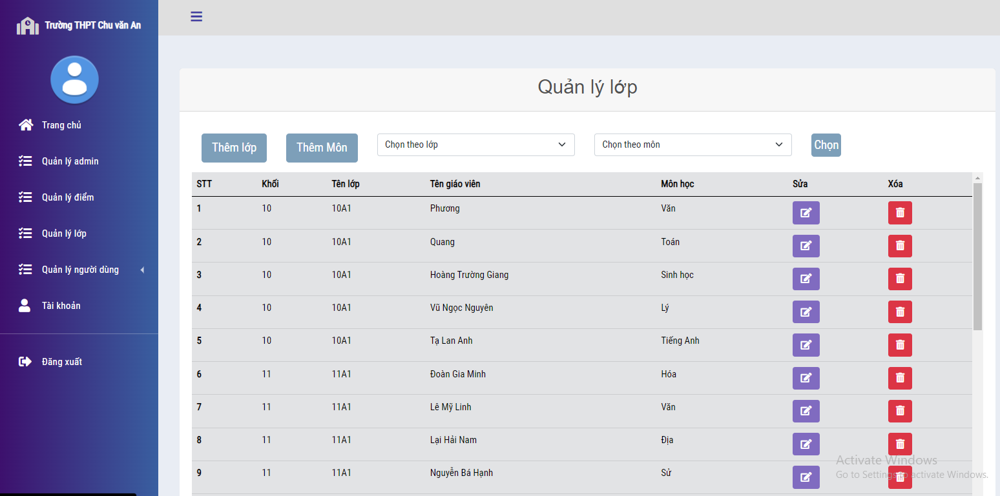 Trường THPT Chu văn An
Trang chủ
Quản lý admin
Quản lý điểm
Quản lý lớp
Quản lý người dùng
Tài khoản
Đăng xuất
Quản lý lớp
Thêm lớp Thêm Môn Chọn theo lớp Chọn theo môn Chọn
STT Khối Tên lớp Tên giáo viên Môn học Sửa Xóa
1 10 10A1 Phương Văn
2 10 10A1 Quang Toán
3 10 10A1 Hoàng Trường Giang Sinh học
4 10 10A1 Vũ Ngọc Nguyên Lý
5 10 10A1 Tạ Lan Anh Tiếng Anh
6 11 11A1 Đoàn Gia Minh Hóa
7 11 11A1 Lê Mỹ Linh Văn
8 11 11A1 Lại Hải Nam Địa
9 11 11A1 Nguyễn Bá Hạnh Sử
Activate Windows
Go to Settings to activate Windows.